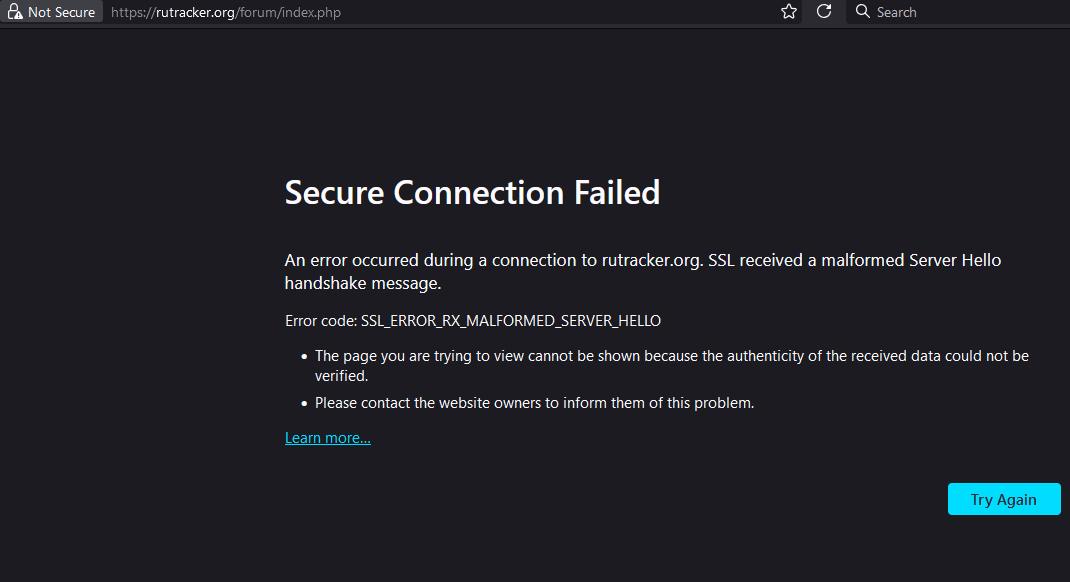 Not Secure https://rutracker.org/forum/index.php Search
Secure Connection Failed
An error occurred during a connection to rutracker.org. SSL received a malformed Server Hello
handshake message.
Error code: SSL_ERROR_RX_MALFORMED_SERVER_HELLO
• The page you are trying to view cannot be shown because the authenticity of the received data could not be
verified.
• Please contact the website owners to inform them of this problem.
Learn more...
Try Again